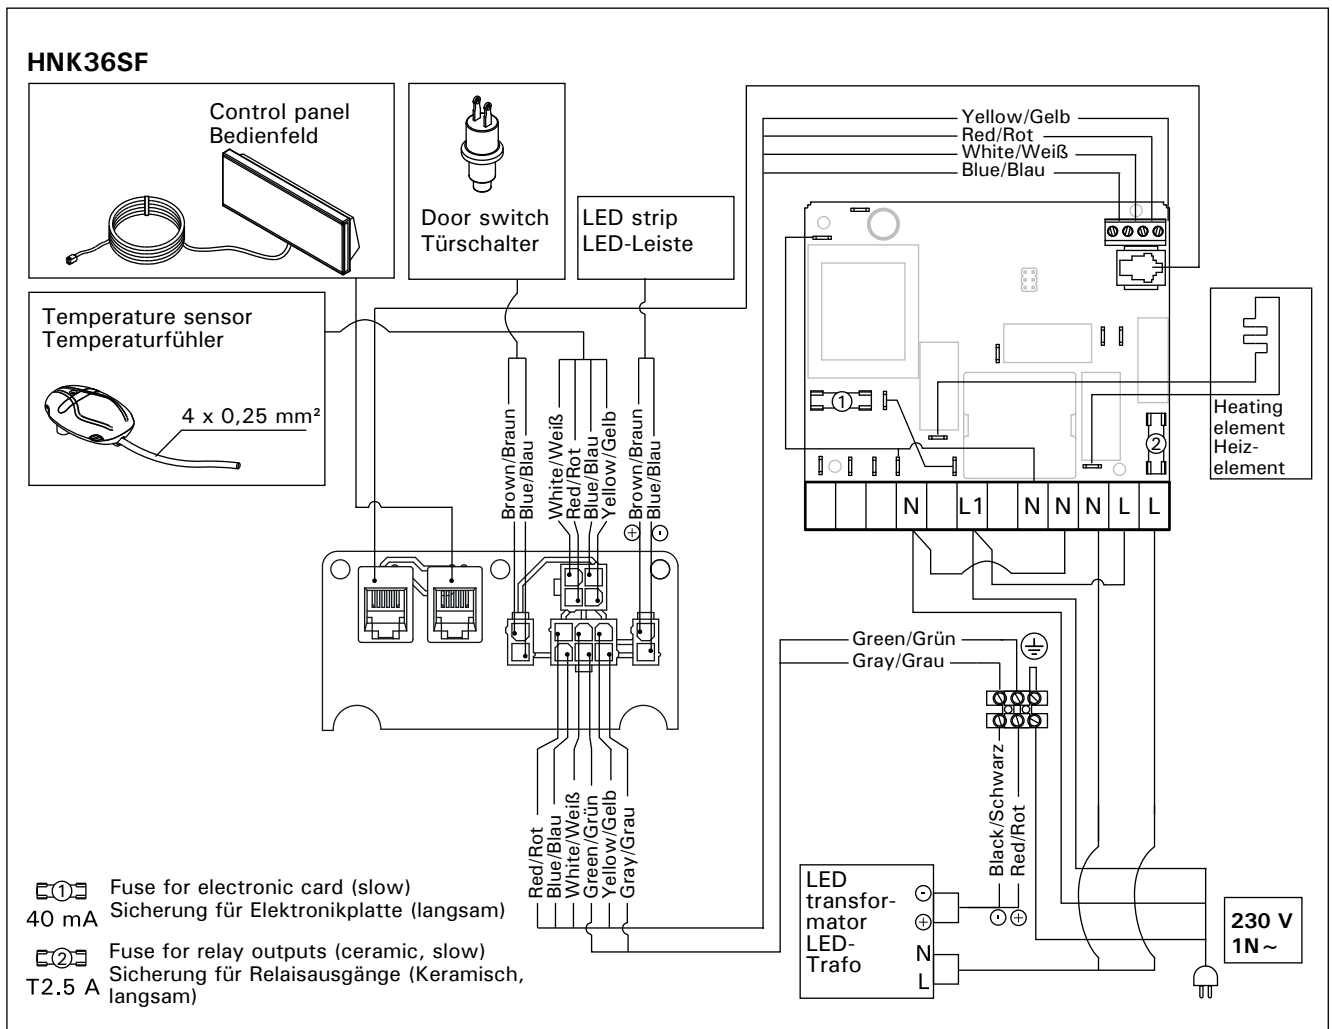 HNK36SF
Control panel
Bedienfeld
Door switch
Türschalter
LED strip
LED-Leiste
Yellow/Gelb
Red/Rot
White/Weiß
Blue/Blau
Temperature sensor
Temperaturfühler
4 x 0,25 mm²
Heating
element
Heiz-
element
1
2
Brown/Braun
Blue/Blau
White/Weiß
Red/Rot
Blue/Blau
Yellow/Gelb
Brown/Braun
Blue/Blau
+ -
N L1 N N N L L
Green/Grün
Gray/Grau
Black/Schwarz
Red/Rot
- +
Red/Rot
Blue/Blau
White/Weiß
Green/Grün
Yellow/Gelb
Gray/Grau
LED
transfor-
mator
LED-
Trafo
-
+
N
L
230 V
1N~
1 Fuse for electronic card (slow)
40 mA Sicherung für Elektronikplatte (langsam)
2 Fuse for relay outputs (ceramic, slow)
T2.5 A Sicherung für Relaisausgänge (Keramisch,
langsam)